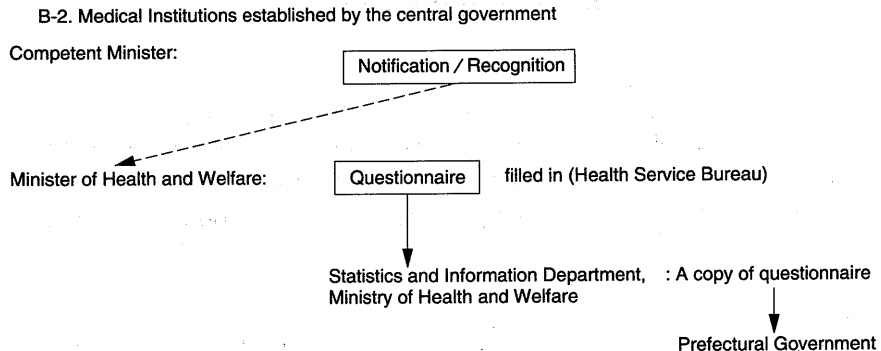 B-2. Medical Institutions established by the central government
Competent Minister:
Notification / Recognition
Minister of Health and Welfare:
Questionnaire
filled in (Health Service Bureau)
Statistics and Information Department,
Ministry of Health and Welfare
: A copy of questionnaire
Prefectural Government